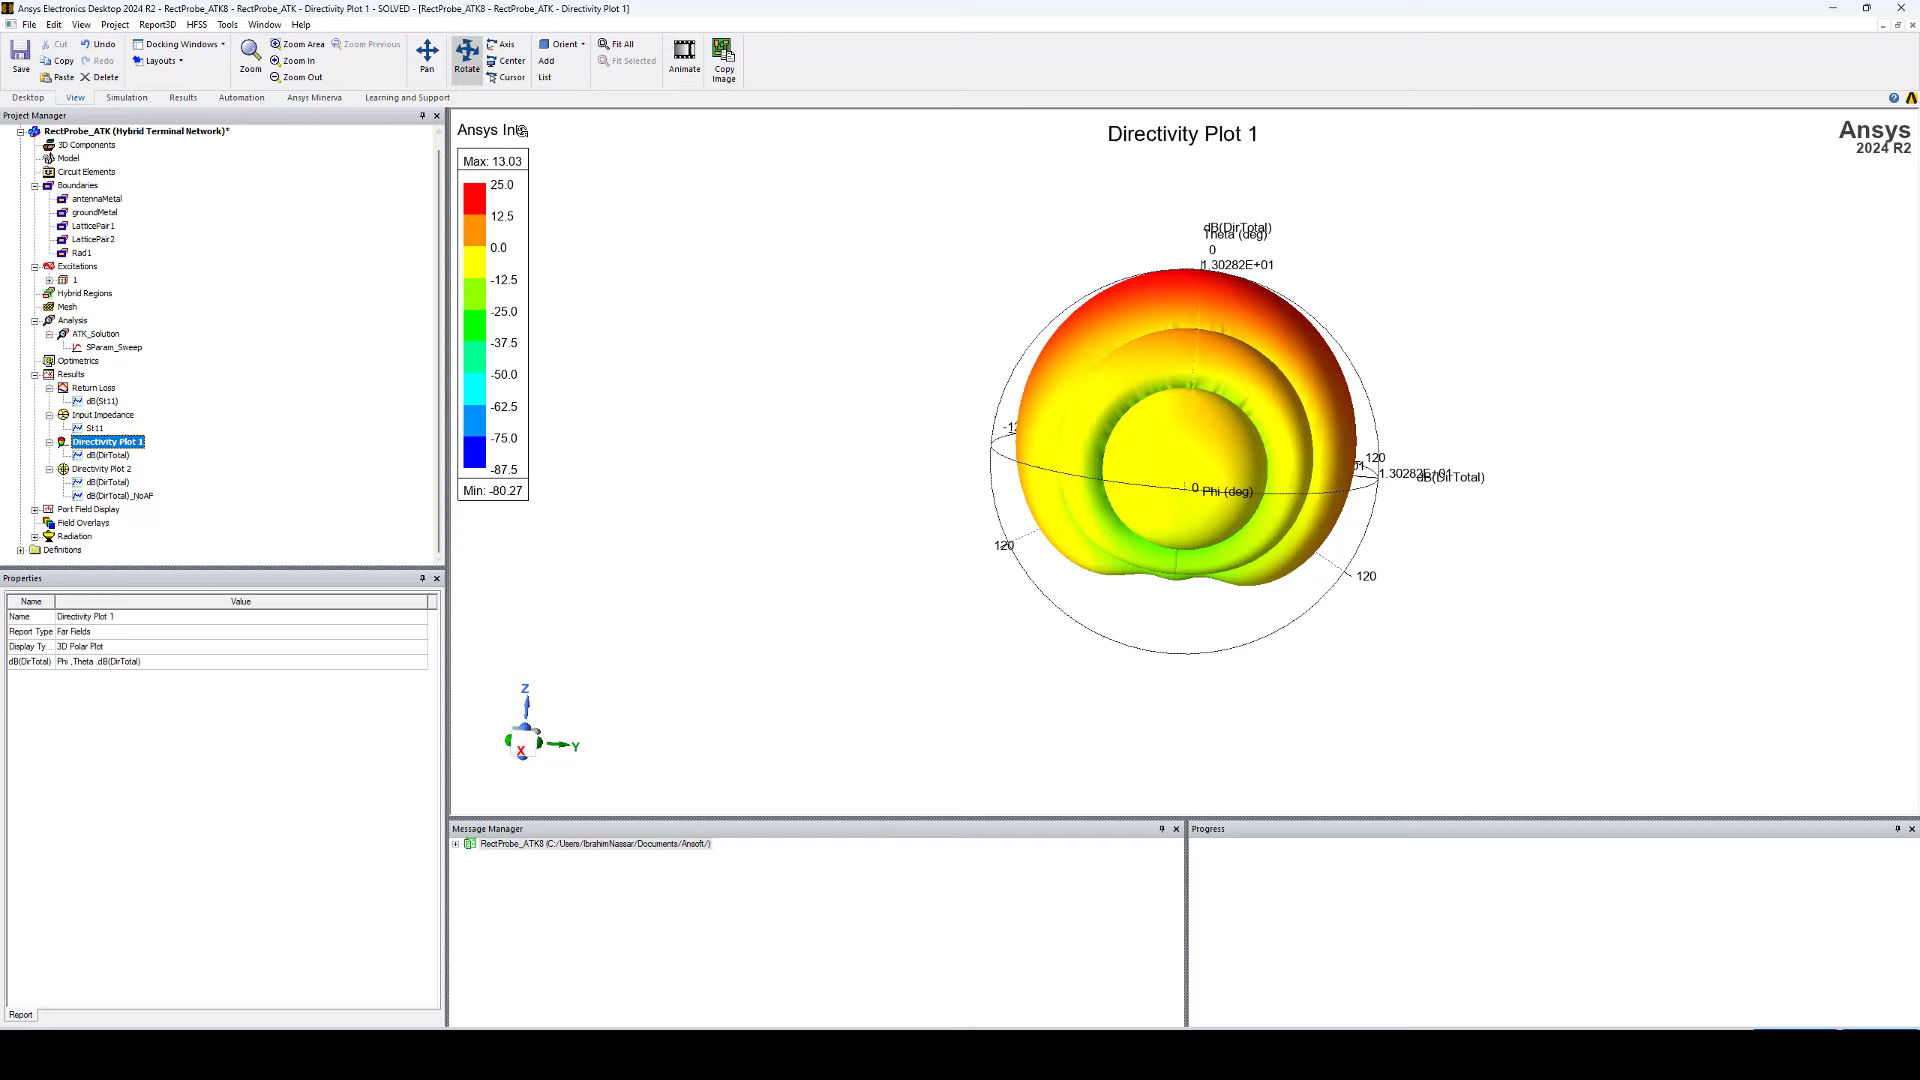 Ansys Electronics Desktop 2024 R2 - RectProbe_ATK8 - RectProbe_ATK - Directivity Plot 1 - SOLVED - [RectProbe_ATK8 - RectProbe_ATK - Directivity Plot 1]
File Edit View Project Report3D HFSS Tools Window Help
Save
Cut
Copy
Paste
Undo
Redo
Delete
Docking Windows
Layouts
Zoom
Zoom Area
Zoom In
Zoom Out
Zoom Previous
Pan
Rotate
Axis
Center
Cursor
Orient
Add
List
Fit All
Fit Selected
Animate
Copy
Image
Desktop View Simulation Results Automation Ansys Minerva Learning and Support
Project Manager
RectProbe_ATK (Hybrid Terminal Network)*
3D Components
Model
Circuit Elements
Boundaries
antennaMetal
groundMetal
LatticePair1
LatticePair2
Rad1
Excitations
1
Hybrid Regions
Mesh
Analysis
ATK_Solution
SParam_Sweep
Optimetrics
Results
Return Loss
dB(St11)
Input Impedance
St11
Directivity Plot 1
dB(DirTotal)
Directivity Plot 2
dB(DirTotal)
dB(DirTotal)_NoAF
Port Field Display
Field Overlays
Radiation
Definitions
Properties
Name Value
Name Directivity Plot 1
Report Type Far Fields
Display Ty... 3D Polar Plot
dB(DirTotal) Phi ,Theta ,dB(DirTotal)
Report
Ansys In
Directivity Plot 1
Ansys
2024 R2
Max: 13.03
25.0
12.5
0.0
-12.5
-25.0
-37.5
-50.0
-62.5
-75.0
-87.5
Min: -80.27
dB(DirTotal)
Theta (deg)
0
1.30282E+01
120
1.30282E+01
dB(DirTotal)
0 Phi (deg)
120
120
Z
Y
X
Message Manager
RectProbe_ATK8 (C:/Users/IbrahimNassar/Documents/Ansoft/)
Progress